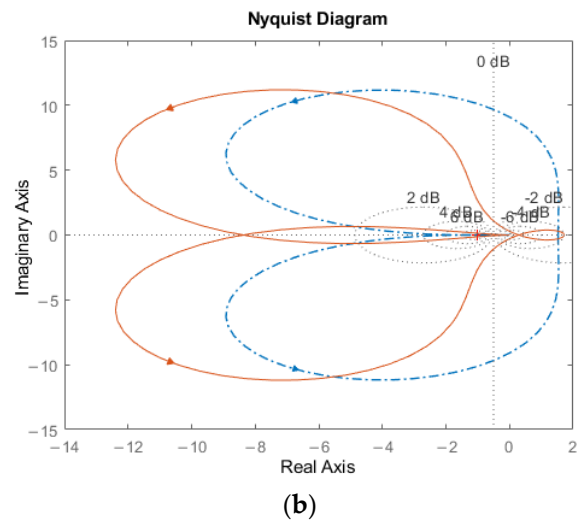 Nyquist Diagram
15
0 dB
10
5
2 dB
-2 dB
4 dB
-4 dB
6 dB
-6 dB
0
−5
−10
−15
Imaginary Axis
−14
−12
−10
−8
−6
−4
−2
0
2
Real Axis
(b)